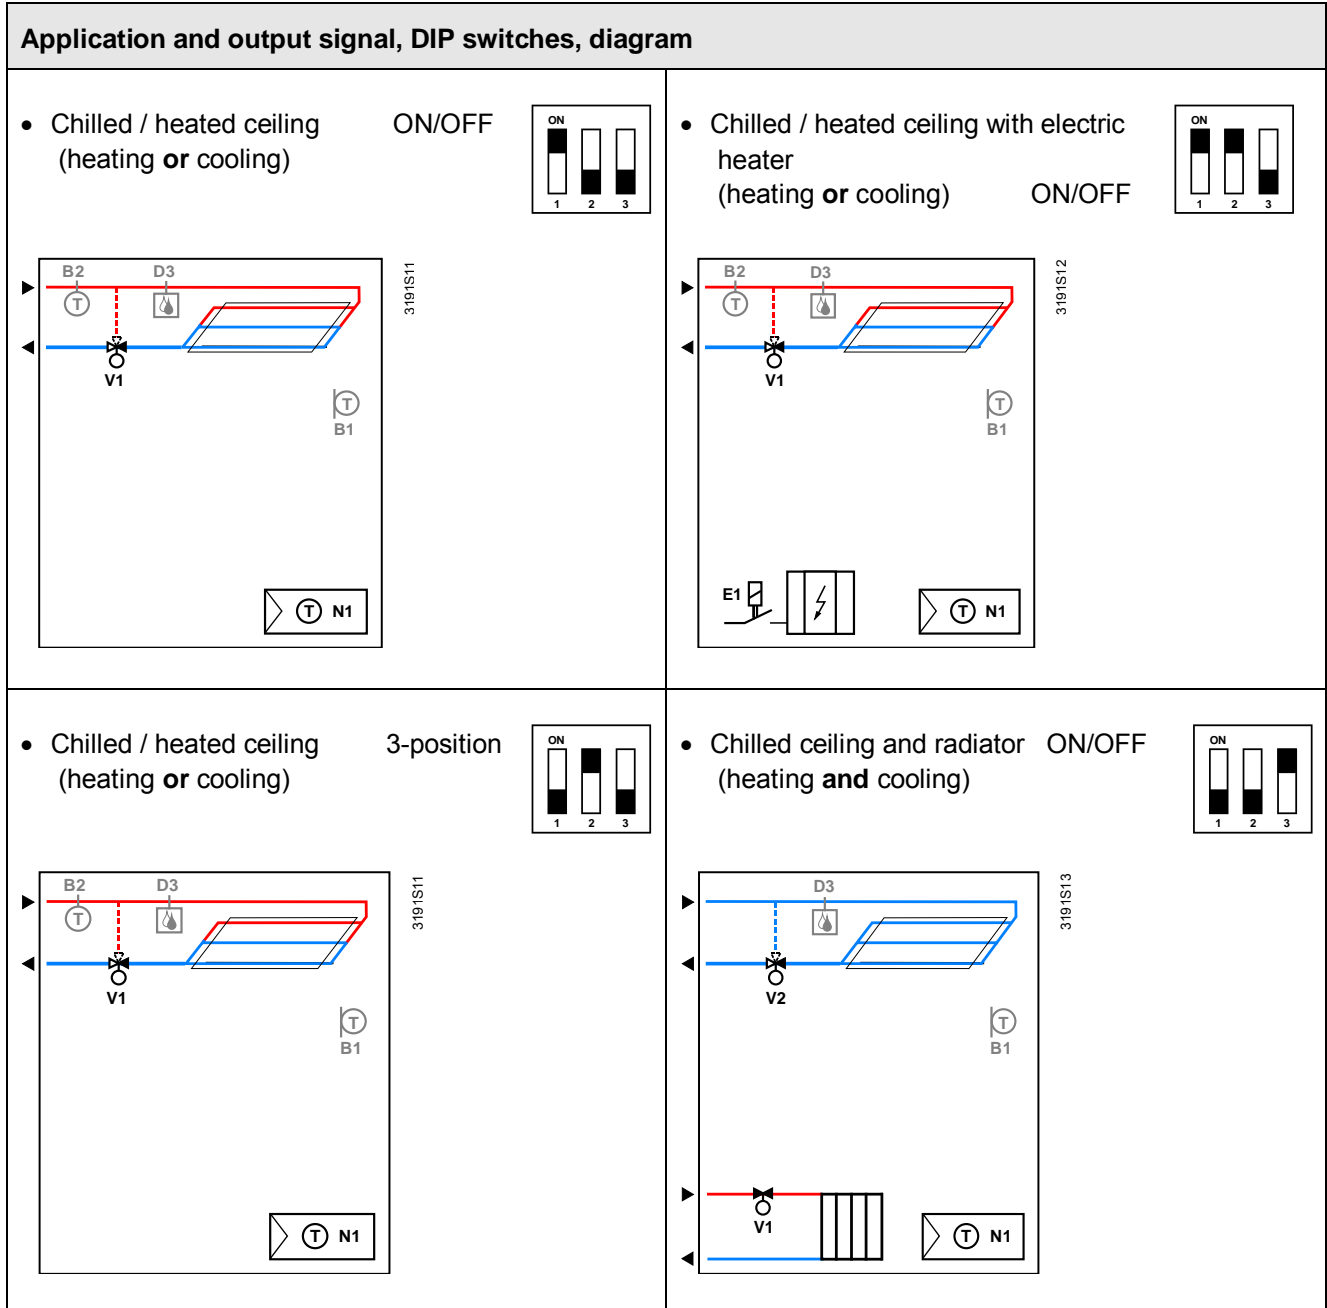 Application and output signal, DIP switches, diagram
• Chilled / heated ceiling ON/OFF
(heating or cooling)
ON
1 2 3
B2 D3
T
V1
T
B1
T N1
3191S11
• Chilled / heated ceiling with electric
heater
(heating or cooling) ON/OFF
ON
1 2 3
B2 D3
T
V1
T
B1
E1
T N1
3191S12
• Chilled / heated ceiling 3-position
(heating or cooling)
ON
1 2 3
B2 D3
T
V1
T
B1
T N1
3191S11
• Chilled ceiling and radiator ON/OFF
(heating and cooling)
ON
1 2 3
D3
V2
T
B1
V1
T N1
3191S13